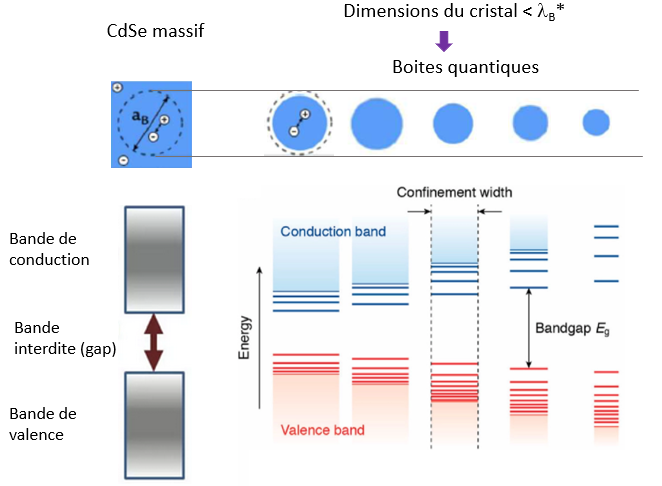 CdSe massif
Dimensions du cristal < λB*
Boites quantiques
+
aB
+
-
-
+
-
Confinement width
Bande de
conduction
Conduction band
Bande
interdite (gap)
Energy
Bandgap Eg
Bande de
valence
Valence band